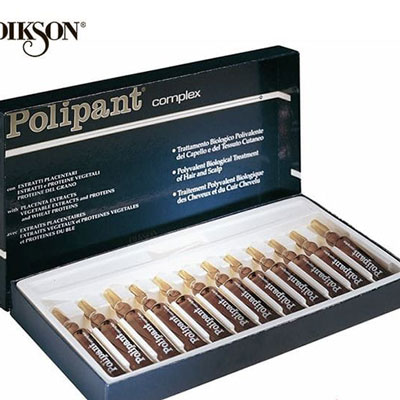 DIKSON®
Polipant® complex
con ESTRATTI PLACENTARI
ESTRATTI e PROTEINE VEGETALI
PROTEINE DEL GRANO
with PLACENTA EXTRACTS
VEGETABLE EXTRACTS and PROTEINS
and WHEAT PROTEINS
avec EXTRAITS PLACENTAIRES
EXTRAITS VEGETAUX et PROTEINES VEGETALES
et PROTEINES DU BLE
• Trattamento Biologico Polivalente
del Capello e del Tessuto Cutaneo
• Polyvalent Biological Treatment
of Hair and Scalp
• Traitement Polyvalent Biologique
des Cheveux et du Cuir Chevelu
Polipant
Polipant
Polipant
Polipant
Polipant
Polipant
Polipant
Polipant
Polipant
Polipant
Polipant
Polipant